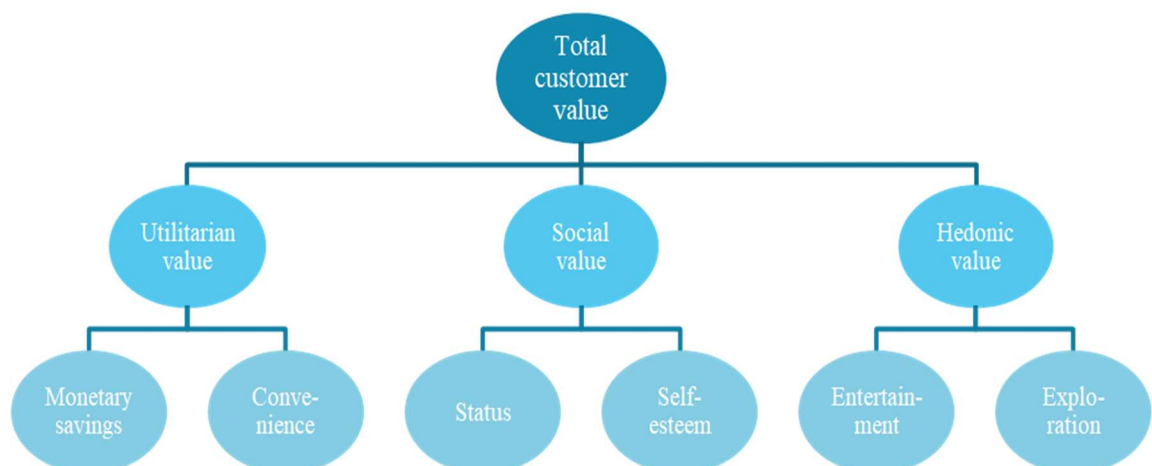 Total
customer
value
Utilitarian
value
Social
value
Hedonic
value
Monetary
savings
Conve-
nience
Status
Self-
esteem
Entertain-
ment
Explo-
ration